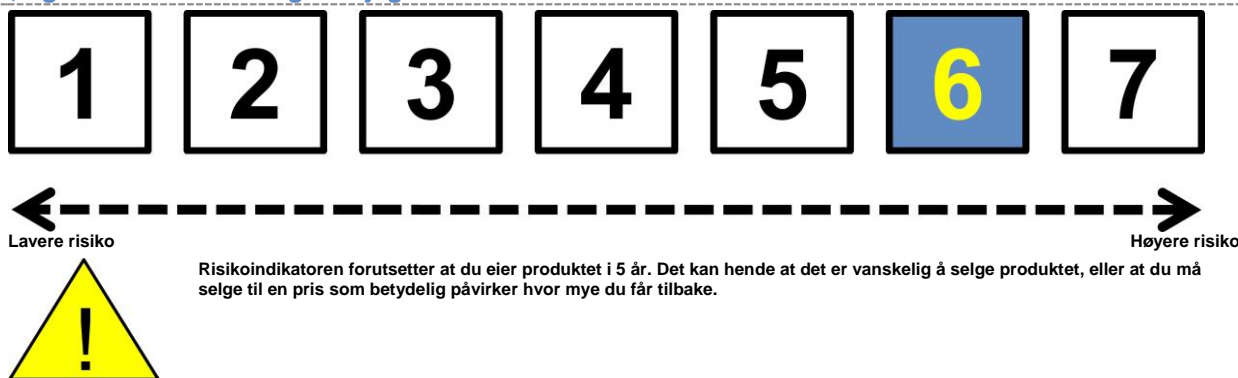 1 2 3 4 5 6 7
Lavere risiko Høyere risiko
Risikoindikatoren forutsetter at du eier produktet i 5 år. Det kan hende at det er vanskelig å selge produktet, eller at du må
selge til en pris som betydelig påvirker hvor mye du får tilbake.
!